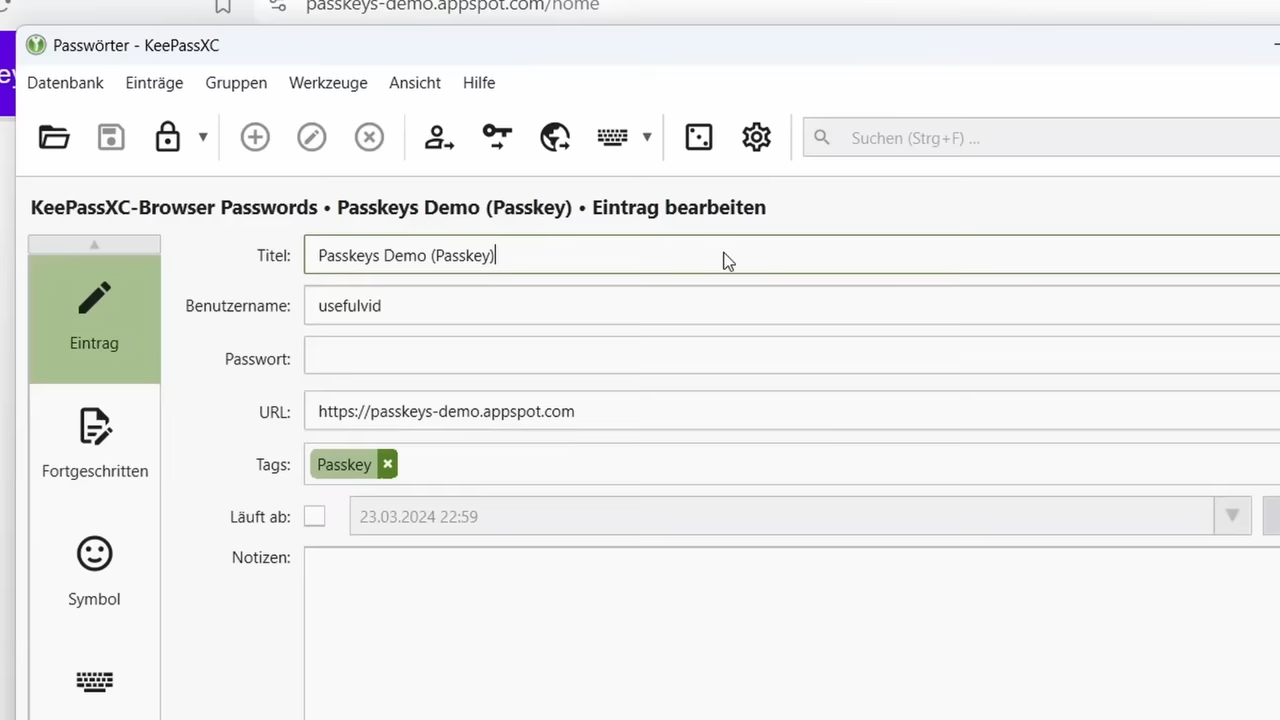 passkeys-demo.appspot.com/home
Passwörter - KeePassXC
Datenbank Einträge Gruppen Werkzeuge Ansicht Hilfe
Suchen (Strg+F) ...
KeePassXC-Browser Passwords • Passkeys Demo (Passkey) • Eintrag bearbeiten
Titel: Passkeys Demo (Passkey)
Benutzername: usefulvid
Passwort:
URL: https://passkeys-demo.appspot.com
Tags: Passkey
Läuft ab: 23.03.2024 22:59
Notizen:
Eintrag
Fortgeschritten
Symbol